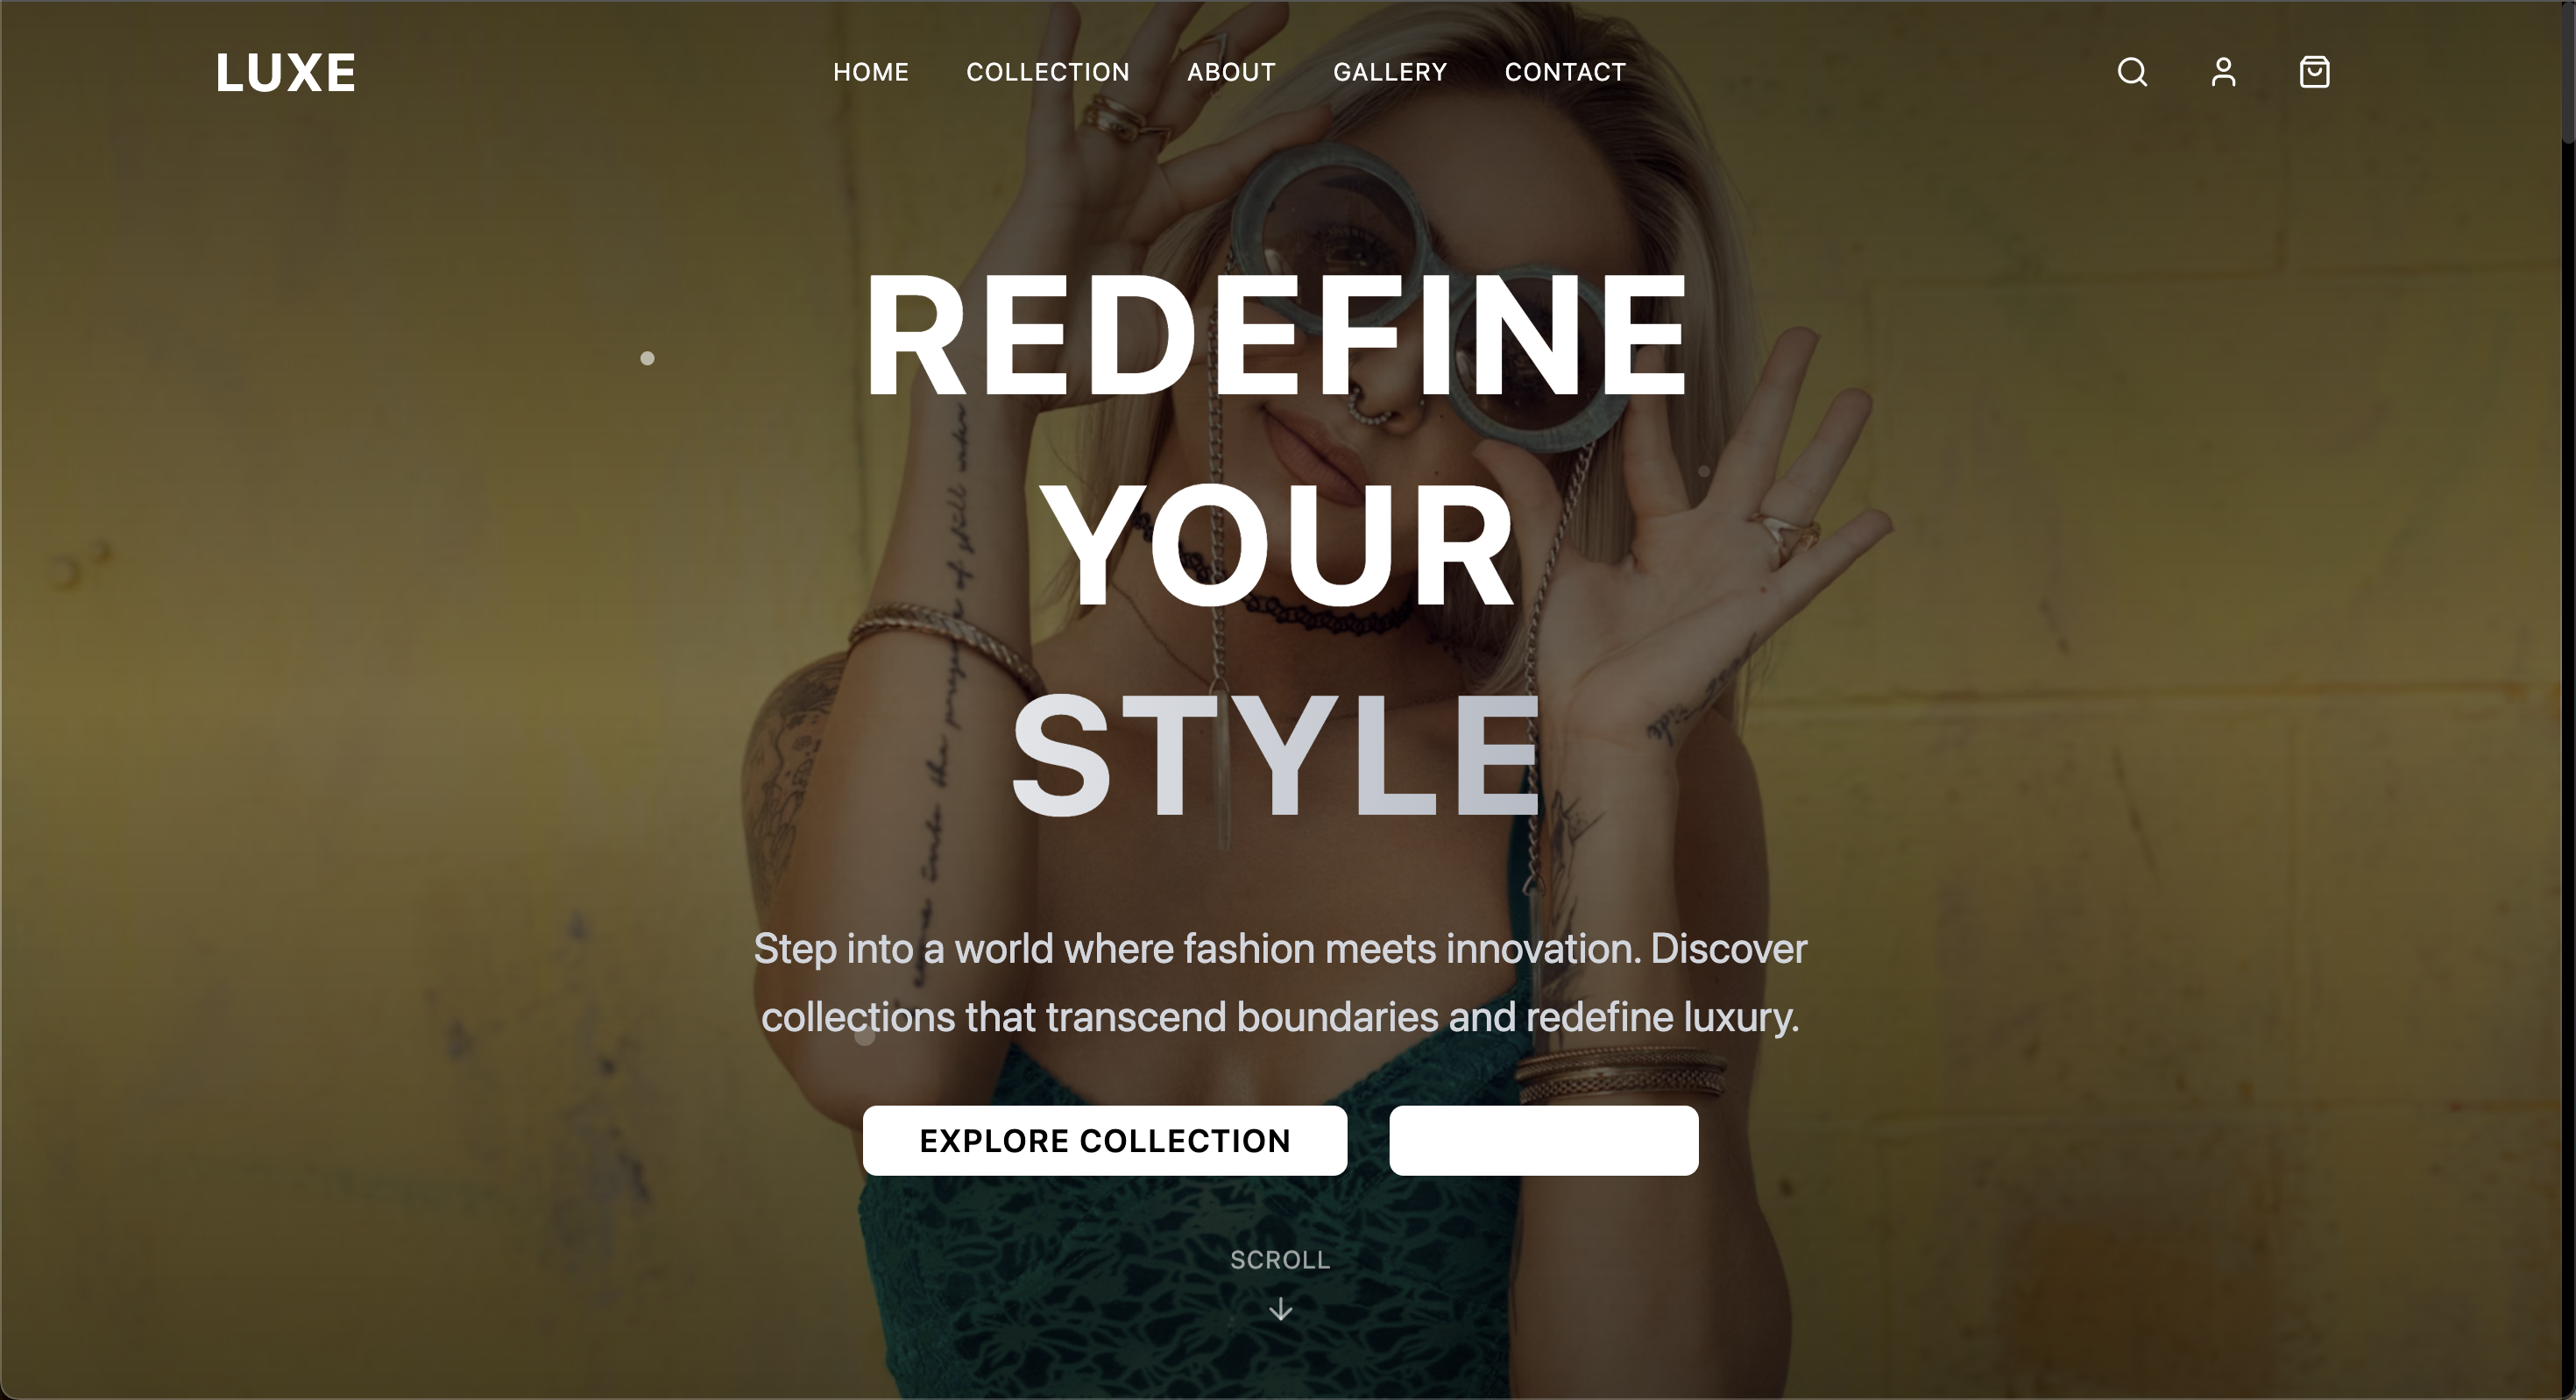 LUXE
HOME COLLECTION ABOUT GALLERY CONTACT
REDEFINE
YOUR
STYLE
Step into a world where fashion meets innovation. Discover
collections that transcend boundaries and redefine luxury.
EXPLORE COLLECTION
SCROLL